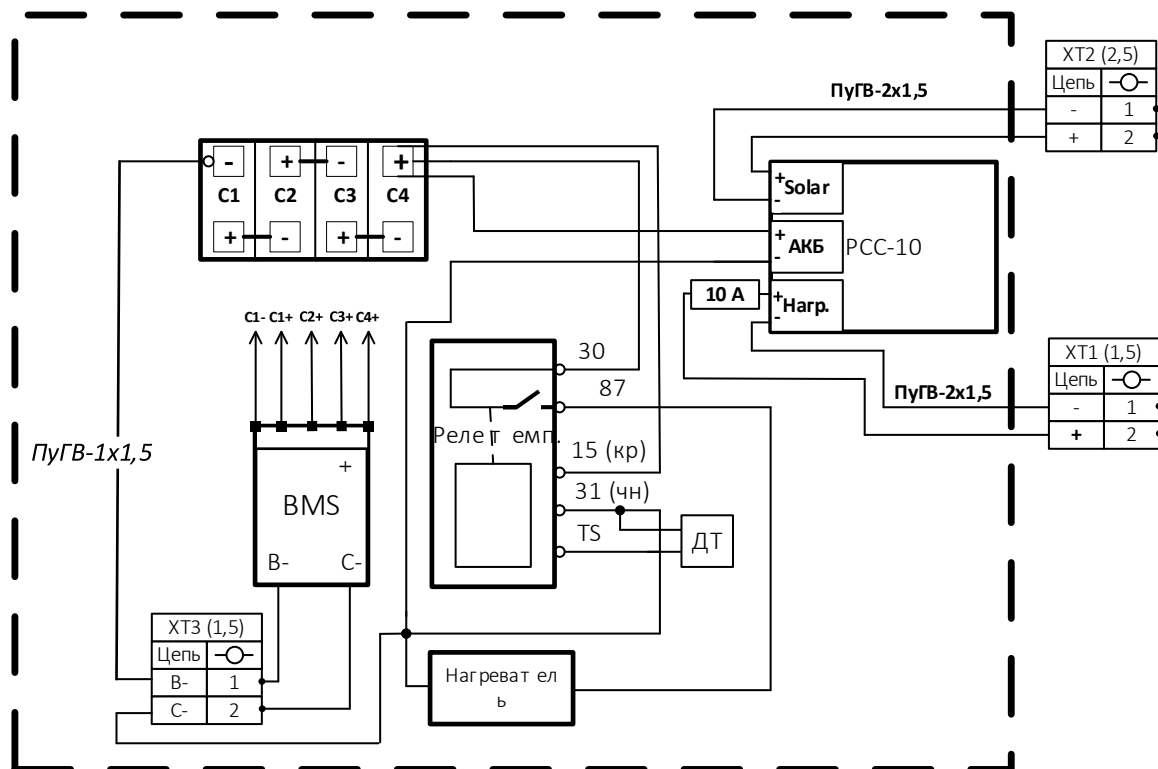 XT2 (2,5)
Цепь
- 1
+ 2
ПуГВ-2х1,5
- + - +
C1 C2 C3 C4
+ - + -
+ Solar
-
+ АКБ
-
РСС-10
10 А
+ Нагр.
-
C1- C1+ C2+ C3+ C4+
30
87
Реле темп.
15 (кр)
31 (чн)
TS
ДТ
XT1 (1,5)
Цепь
- 1
+ 2
ПуГВ-2х1,5
ПуГВ-1х1,5
+
BMS
B- C-
XT3 (1,5)
Цепь
B- 1
C- 2
Нагревател
ь